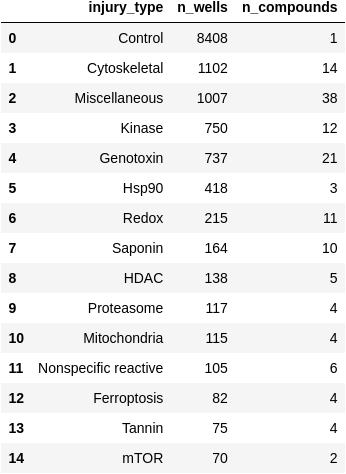 injury_type n_wells n_compounds
0 Control 8408 1
1 Cytoskeletal 1102 14
2 Miscellaneous 1007 38
3 Kinase 750 12
4 Genotoxin 737 21
5 Hsp90 418 3
6 Redox 215 11
7 Saponin 164 10
8 HDAC 138 5
9 Proteasome 117 4
10 Mitochondria 115 4
11 Nonspecific reactive 105 6
12 Ferroptosis 82 4
13 Tannin 75 4
14 mTOR 70 2